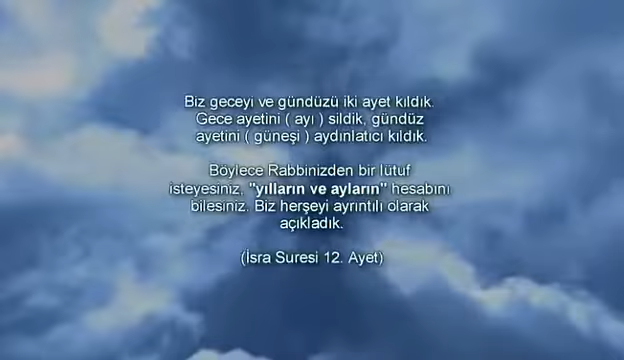 Biz geceyi ve gündüzü iki ayet kıldık.
Gece ayetini ( ayı ) sildik, gündüz
ayetini ( güneşi ) aydınlatıcı kıldık.
Böylece Rabbinizden bir lütuf
isteyesiniz, "yılların ve ayların" hesabını
bilesiniz. Biz herşeyi ayrıntılı olarak
açıkladık.
(İsra Suresi 12. Ayet)